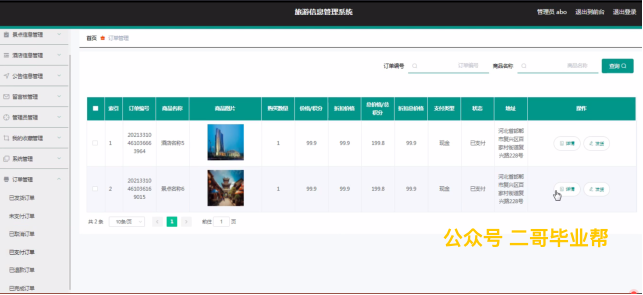 旅游信息管理系统
管理员 abo 退出到前台 退出登录
首页 订单管理
景点信息管理
酒店信息管理
公告信息管理
留言板管理
管理员管理
我的收藏管理
系统管理
订单管理
已发货订单
未支付订单
已取消订单
已支付订单
已退款订单
已完成订单
订单编号 订单编号 商品名称 商品名称 查询
索引 订单编号 商品名称 商品图片 购买数量 价格/积分 折扣价格 总价格/总积分 折扣总价格 支付类型 状态 地址 操作
1 20213310461036663964 酒店名称5 1 99.9 99.9 199.8 99.9 现金 已支付 河北省邯郸市复兴区百家村街道复兴路228号 详情 发货
2 20213310461036169015 景点名称6 1 99.9 99.9 199.8 99.9 现金 已支付 河北省邯郸市复兴区百家村街道复兴路228号 详情 发货
共 2 条 10条/页 1 前往 1 页
公众号 二哥毕业帮